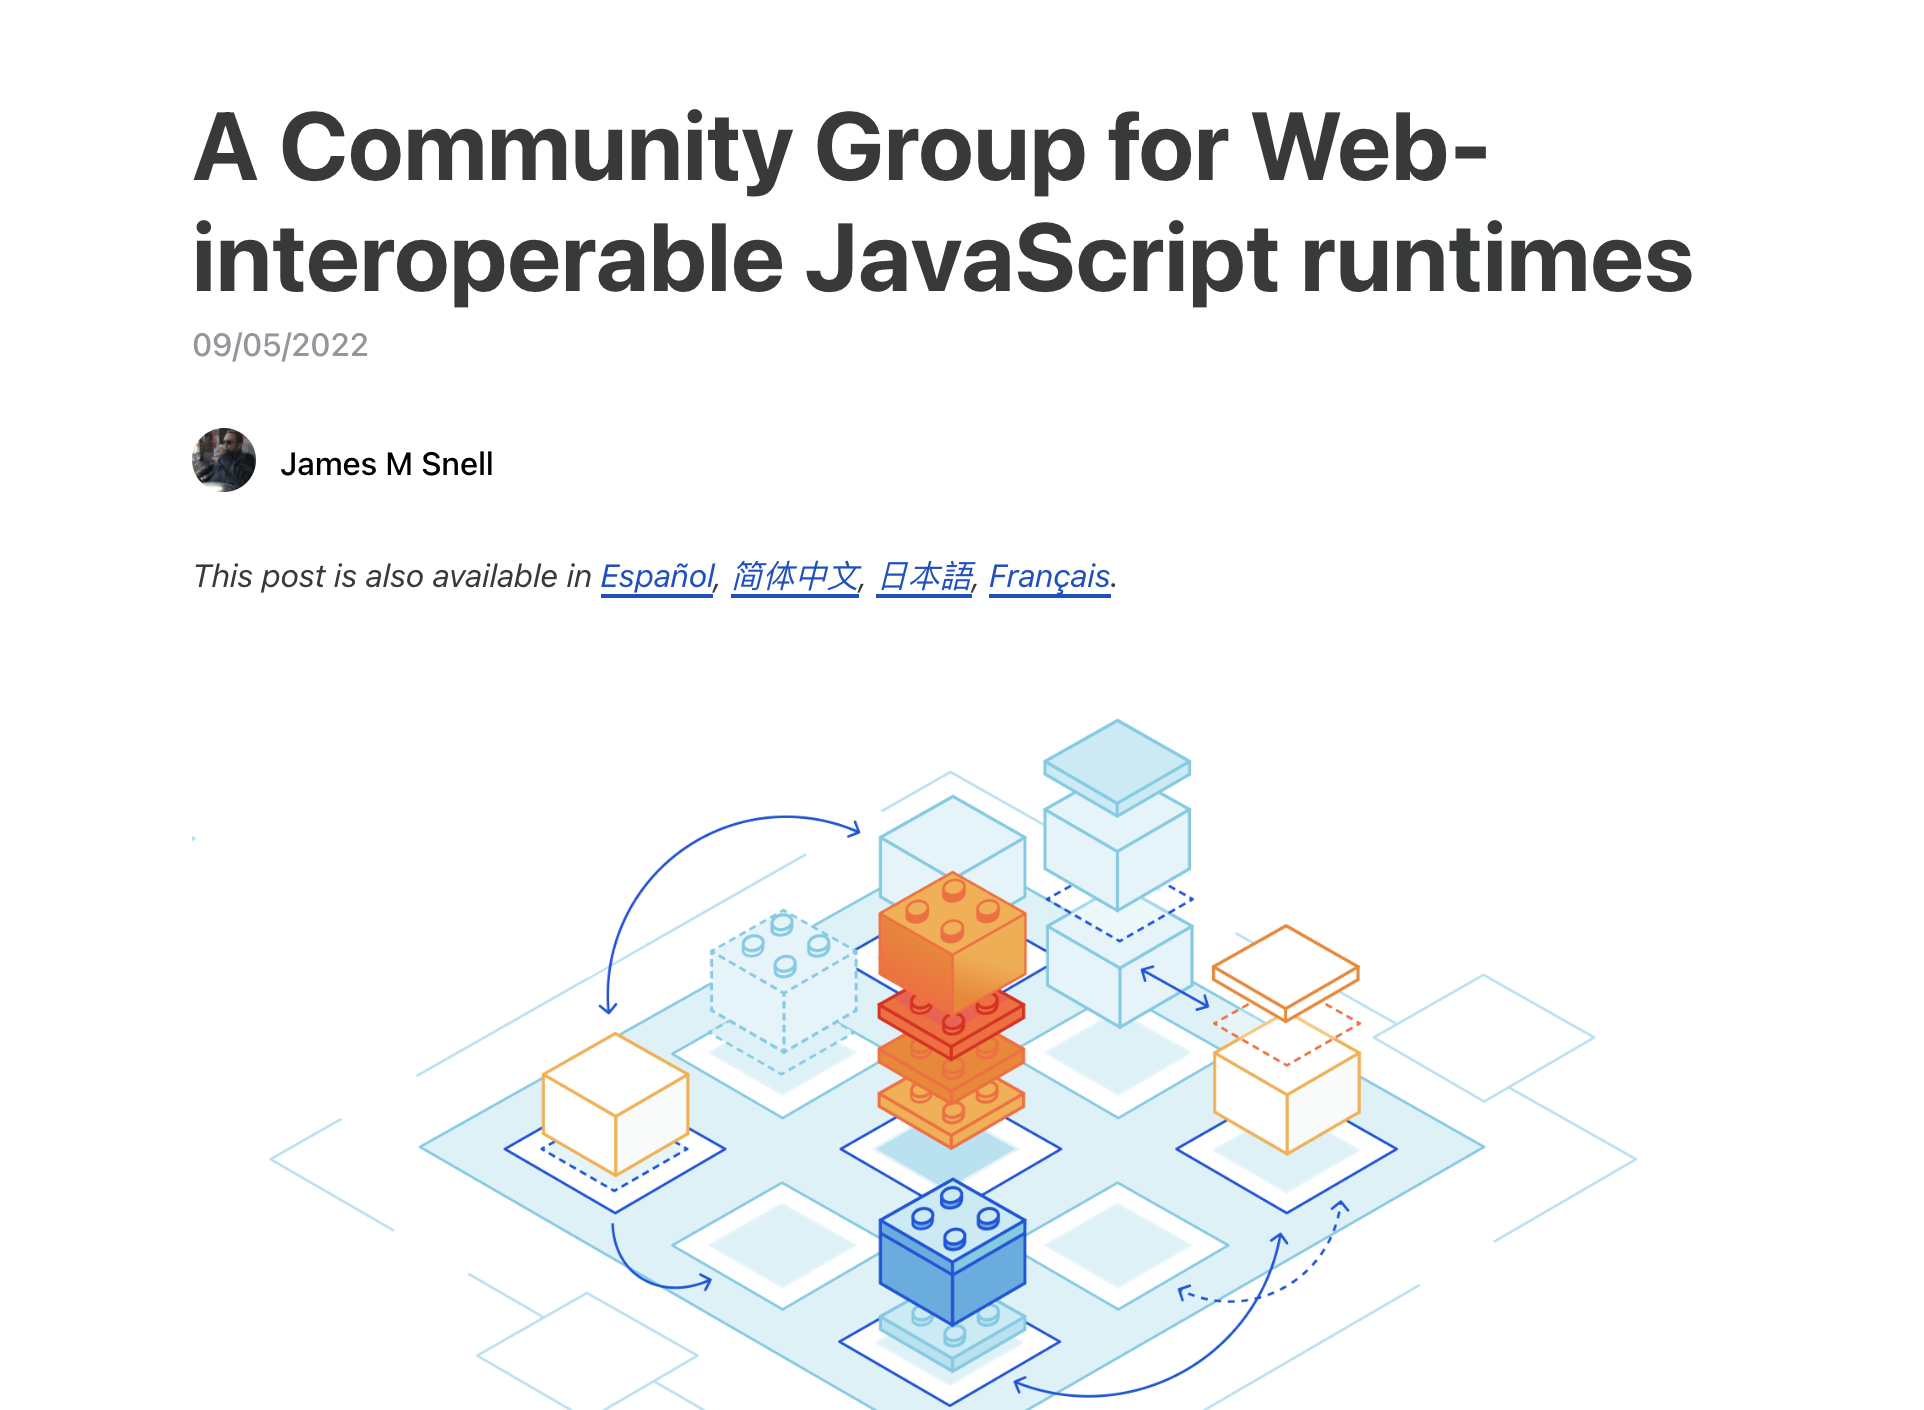 A Community Group for Web-
interoperable JavaScript runtimes
09/05/2022
James M Snell
This post is also available in Español, 简体中文, 日本語, Français.